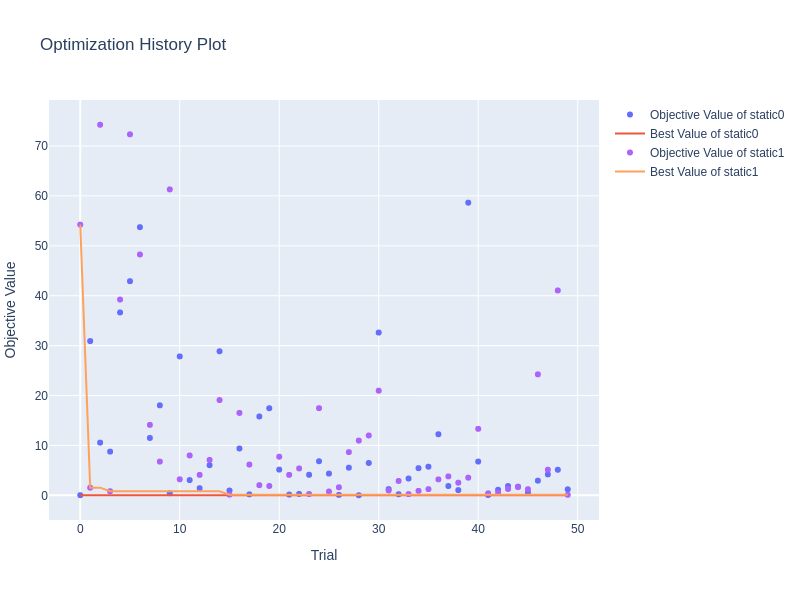 Optimization History Plot
Objective Value of static0
Best Value of static0
Objective Value of static1
Best Value of static1
70
60
50
40
30
20
10
0
Objective Value
0 10 20 30 40 50
Trial